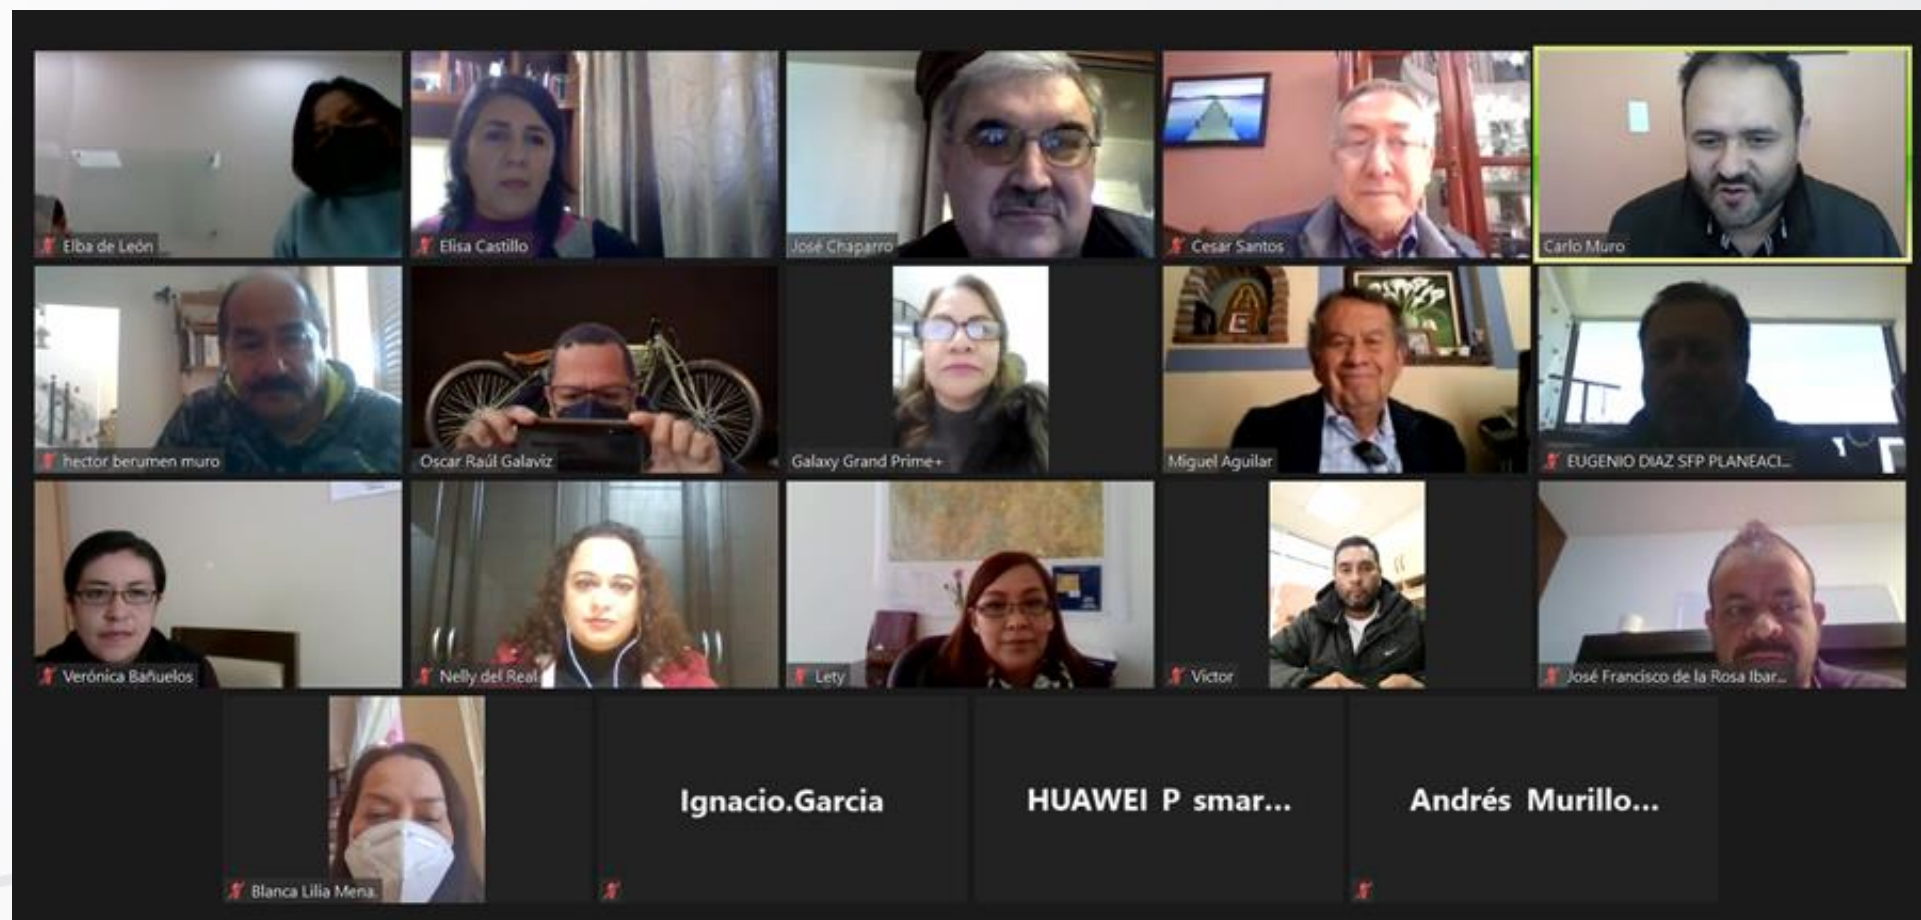 Elba de León
Elisa Castillo
José Chaparro
Cesar Santos
Carlo Muro
hector berumen muro
Oscar Raúl Galaviz
Galaxy Grand Prime+
Miguel Aguilar
EUGENIO DIAZ SFP PLANEACI...
Verónica Bañuelos
Nelly del Real
Lety
Victor
José Francisco de la Rosa Ibar...
Blanca Lilia Mena.
Ignacio.Garcia
HUAWEI P smar...
Andrés Murillo...